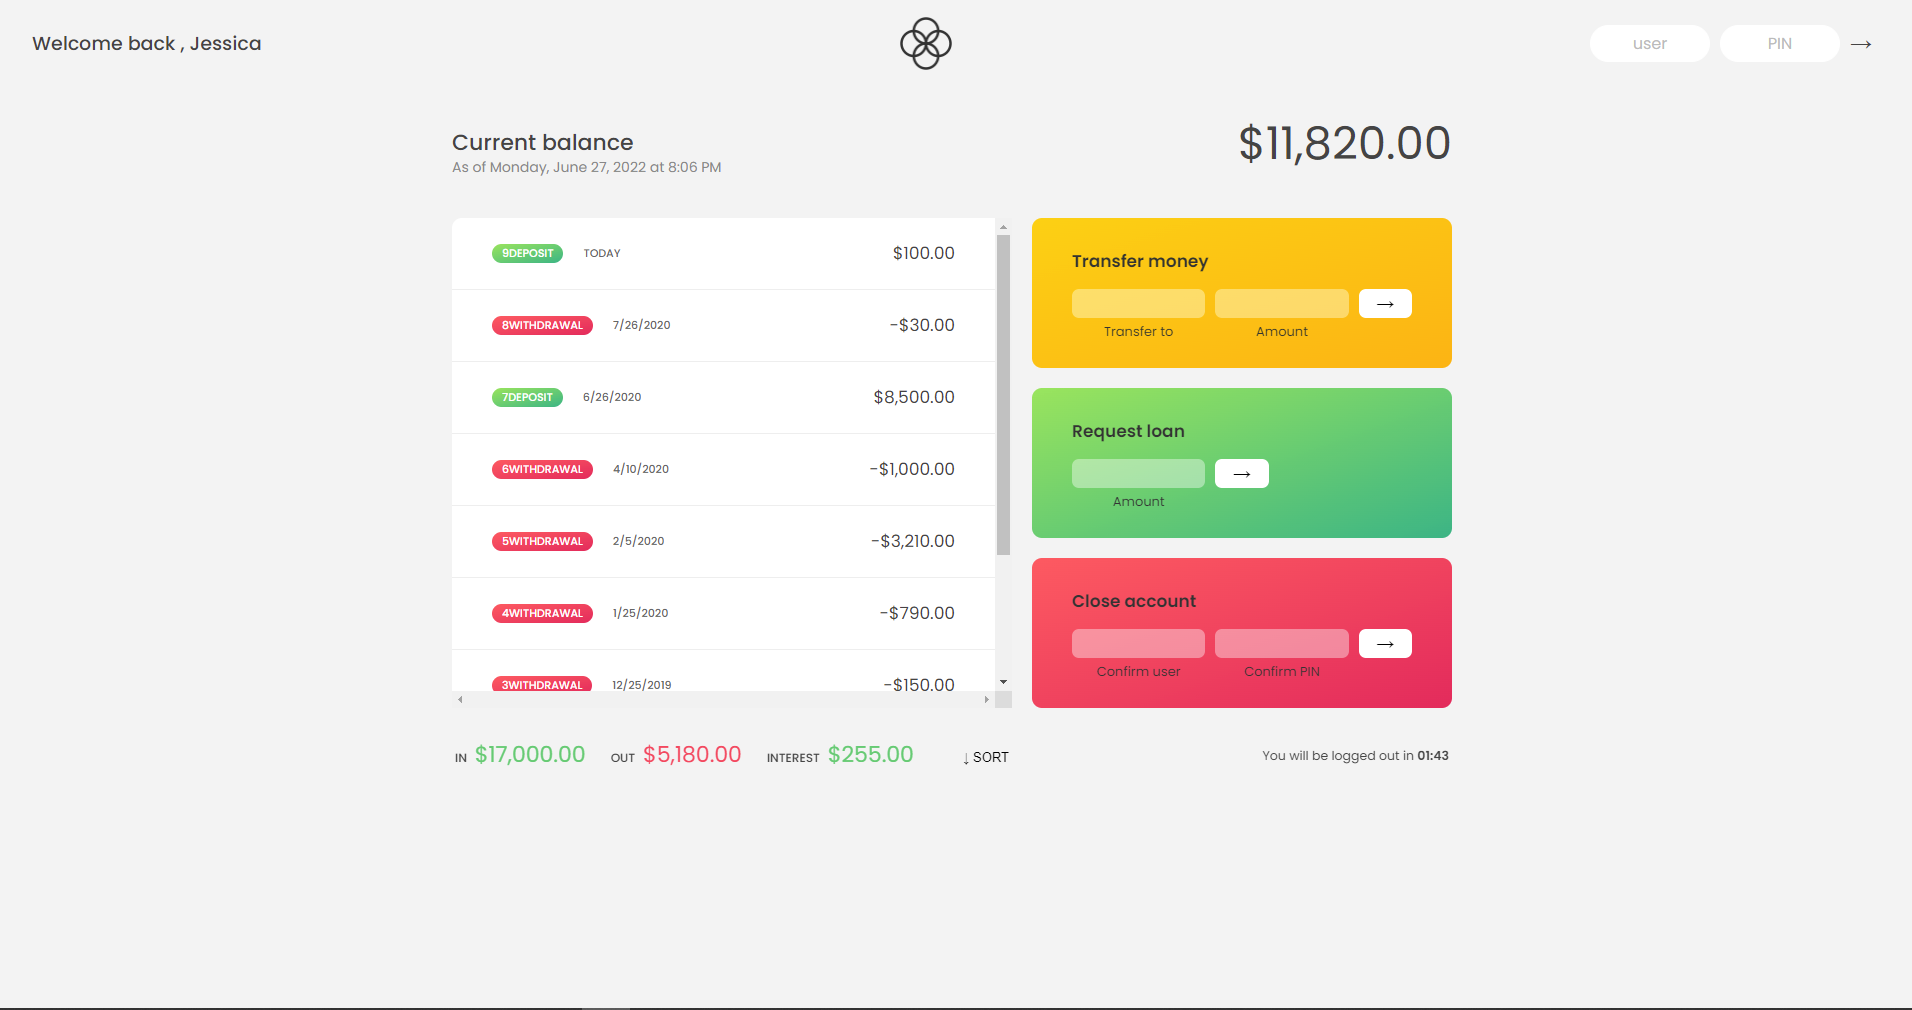 Welcome back , Jessica
user
PIN
→
Current balance
As of Monday, June 27, 2022 at 8:06 PM
$11,820.00
9DEPOSIT TODAY $100.00
8WITHDRAWAL 7/26/2020 -$30.00
7DEPOSIT 6/26/2020 $8,500.00
6WITHDRAWAL 4/10/2020 -$1,000.00
5WITHDRAWAL 2/5/2020 -$3,210.00
4WITHDRAWAL 1/25/2020 -$790.00
3WITHDRAWAL 12/25/2019 -$150.00
Transfer money
→
Transfer to Amount
Request loan
→
Amount
Close account
→
Confirm user Confirm PIN
IN $17,000.00 OUT $5,180.00 INTEREST $255.00 ↓ SORT
You will be logged out in 01:43